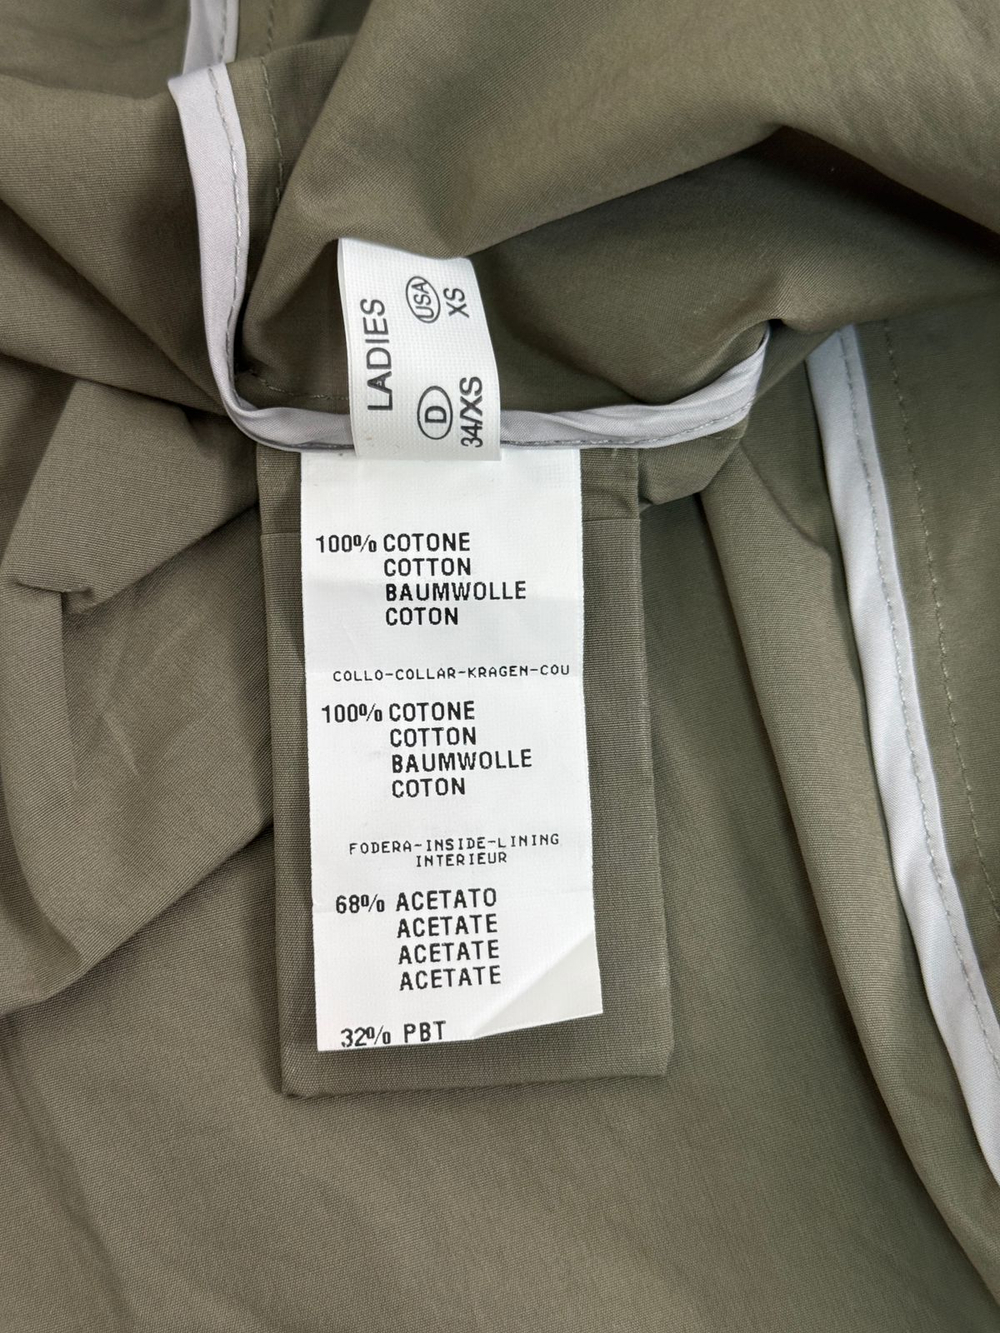 LADIES
D USA
34/XS XS
100% COTONE
COTTON
BAUMWOLLE
COTON
COLLO-COLLAR-KRAGEN-COU
100% COTONE
COTTON
BAUMWOLLE
COTON
FODERA-INSIDE-LINING
INTERIEUR
68% ACETATO
ACETATE
ACETATE
ACETATE
32% PBT